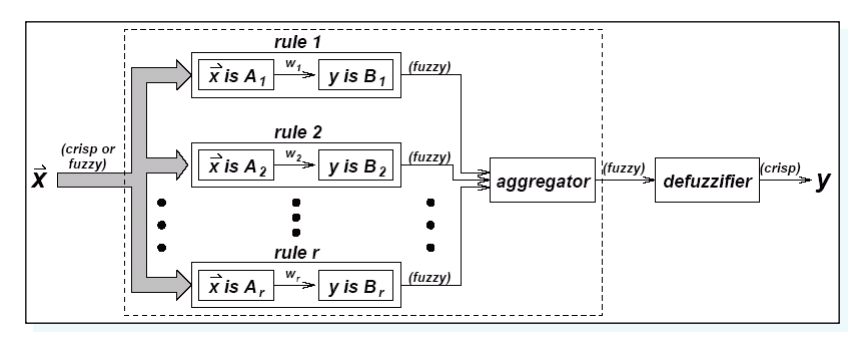 rule 1
x⃗ is A₁
w₁
y is B₁
(fuzzy)
rule 2
x⃗ is A₂
w₂
y is B₂
(fuzzy)
(crisp or
fuzzy)
x⃗
aggregator
(fuzzy)
defuzzifier
(crisp)
y
rule r
x⃗ is Aᵣ
wᵣ
y is Bᵣ
(fuzzy)